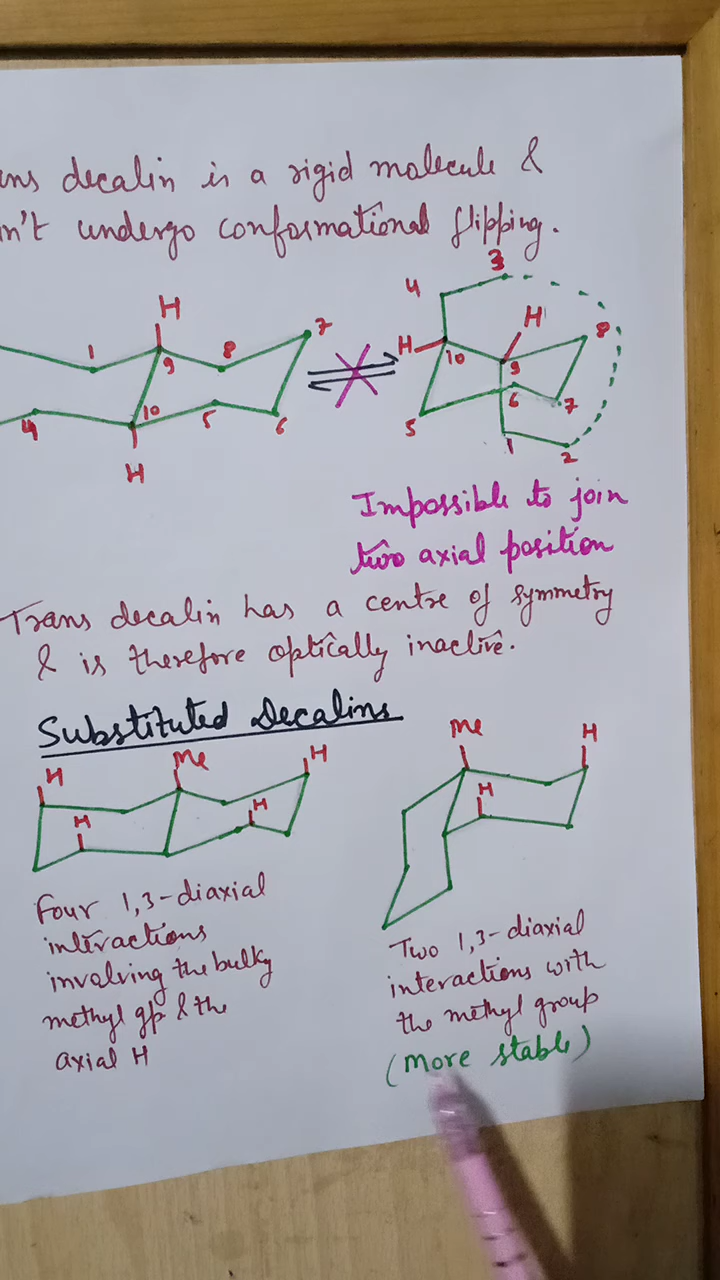 ans decalin is a rigid molecule &
n't undergo conformational flipping.
H
1
9
8
7
4
10
5
6
H
3
4
H
H
10
9
8
6
7
5
1
2
Impossible to join
two axial position
Trans decalin has a centre of symmetry
& is therefore optically inactive.
Substituted Decalins
H
Me
H
H
H
Me
H
H
Four 1,3-diaxial
interactions
involving the bulky
methyl gp & the
axial H
Two 1,3-diaxial
interactions with
the methyl group
(more stable)